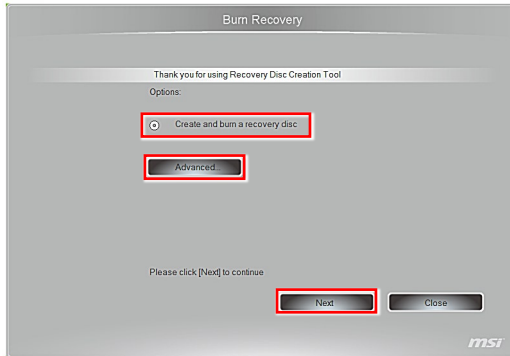 Burn Recovery
Thank you for using Recovery Disc Creation Tool
Options:
Create and burn a recovery disc
Advanced...
Please click [Next] to continue
Next
Close
msi